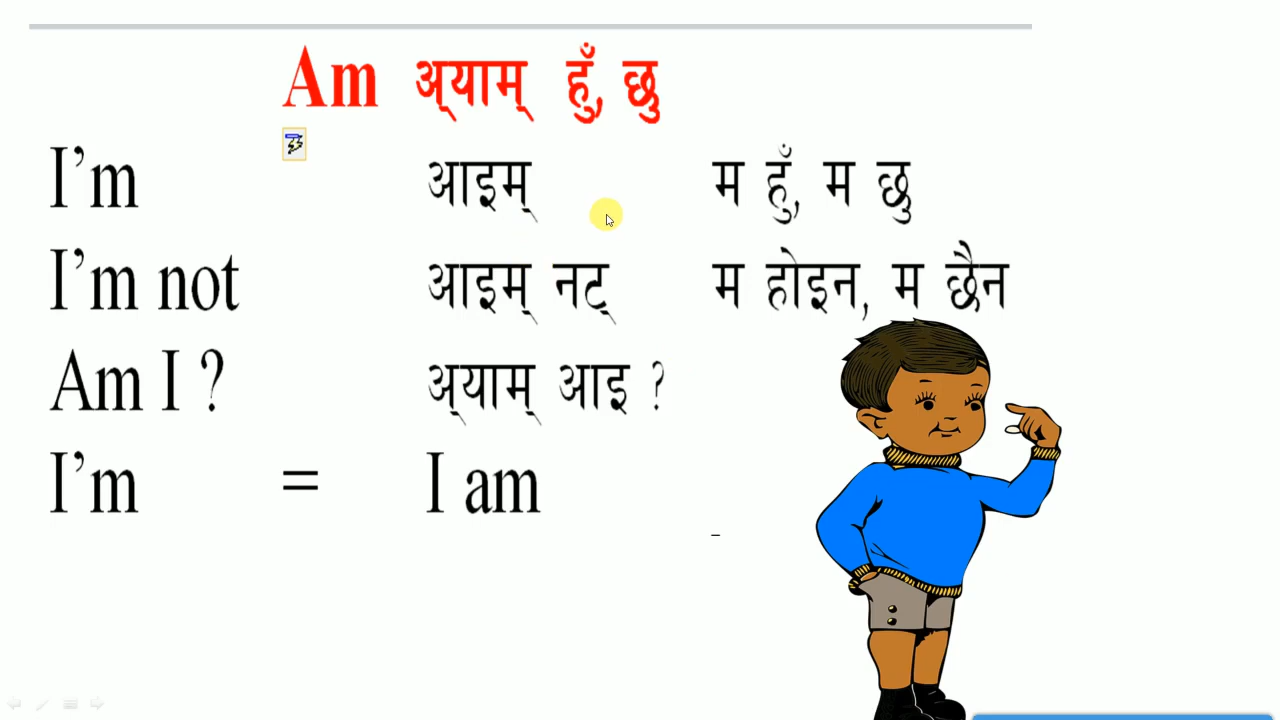 Am अ्याम् हुँ, छु
I'm आइम् म हुँ, म छु
I'm not आइम् नट् म होइन, म छैन
Am I ? अ्याम् आइ ?
I'm = I am